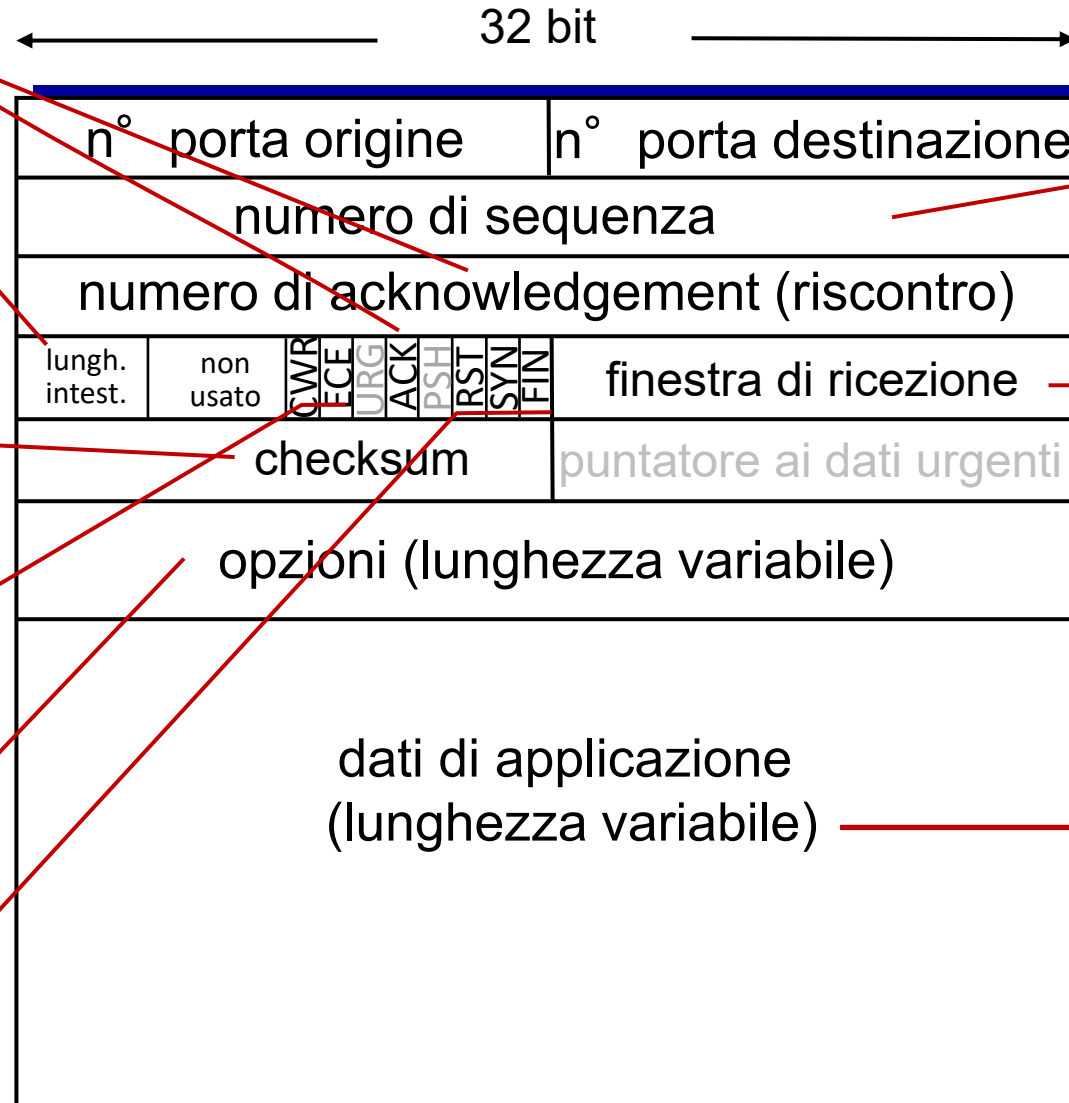 32 bit
n° porta origine
n° porta destinazione
numero di sequenza
numero di acknowledgement (riscontro)
lungh.
intest.
non
usato
CWR
ECE
URG
ACK
PSH
RST
SYN
FIN
finestra di ricezione
checksum
puntatore ai dati urgenti
opzioni (lunghezza variabile)
dati di applicazione
(lunghezza variabile)